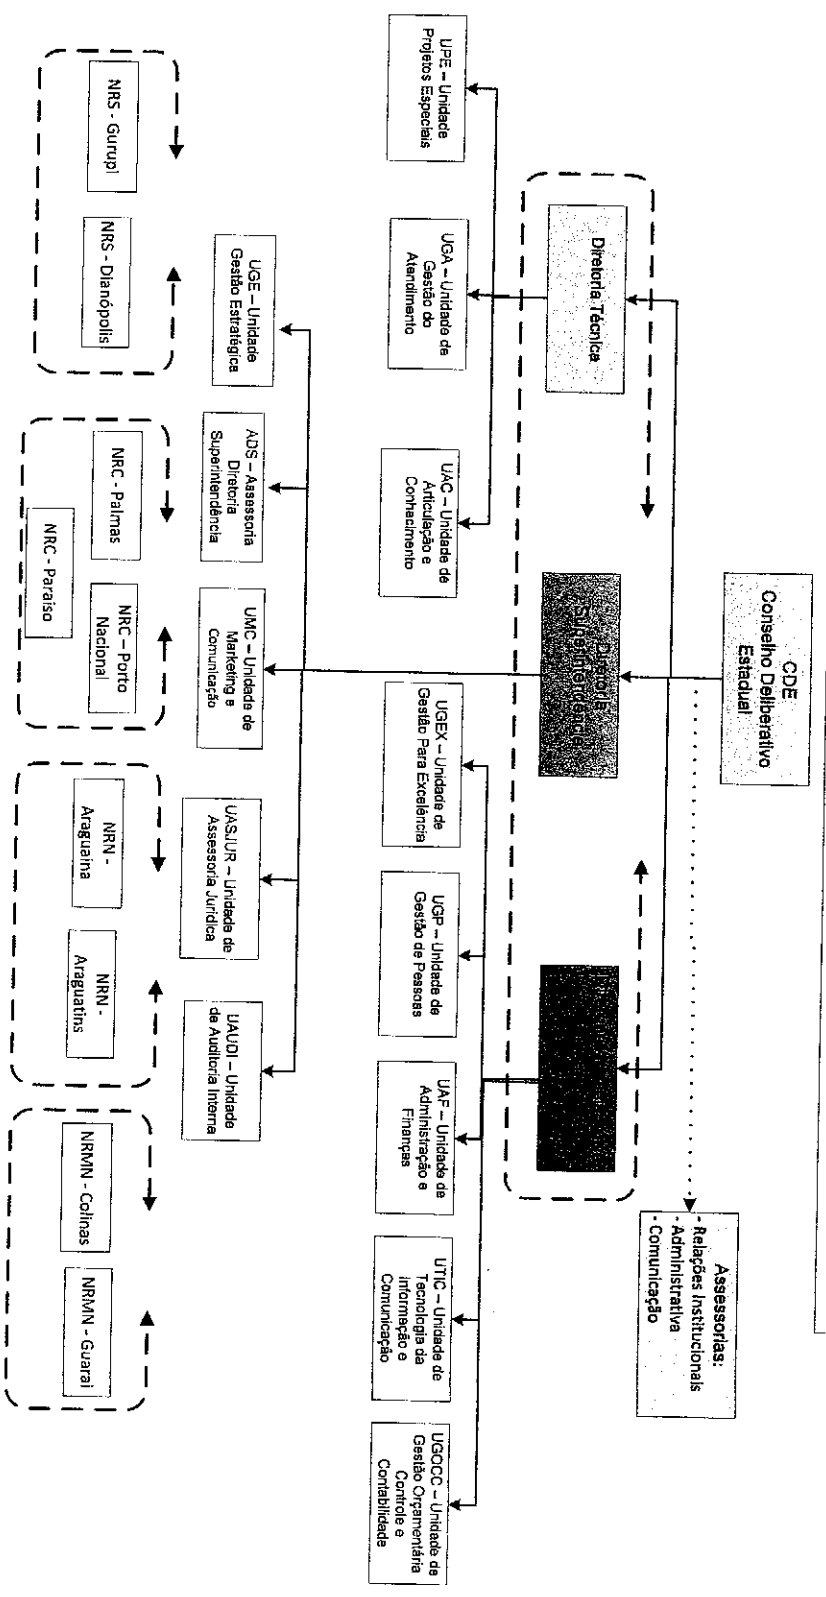 CDE
Conselho Deliberativo
Estadual
Assessorias:
- Relações Institucionais
- Administrativa
- Comunicação
Diretoria Técnica
Diretoria
Superintendência
UPE – Unidade
Projetos Especiais
UGA – Unidade de
Gestão do
Atendimento
UAC – Unidade de
Articulação e
Conhecimento
UGEX – Unidade de
Gestão Para Excelência
UGP – Unidade de
Gestão de Pessoas
UAF – Unidade de
Administração e
Finanças
UTIC – Unidade de
Tecnologia da
Informação e
Comunicação
UGOCC – Unidade de
Gestão Orçamentária
Controle e
Contabilidade
UGE – Unidade
Gestão Estratégica
ADS – Assessoria
Diretoria
Superintendência
UMC – Unidade de
Marketing e
Comunicação
UASJUR – Unidade de
Assessoria Jurídica
UAUDI – Unidade
de Auditoria Interna
NRS - Gurupi
NRS - Dianópolis
NRC - Palmas
NRC – Porto
Nacional
NRC - Paraiso
NRN -
Araguaina
NRN -
Araguatins
NRMN - Colinas
NRMN - Guarai